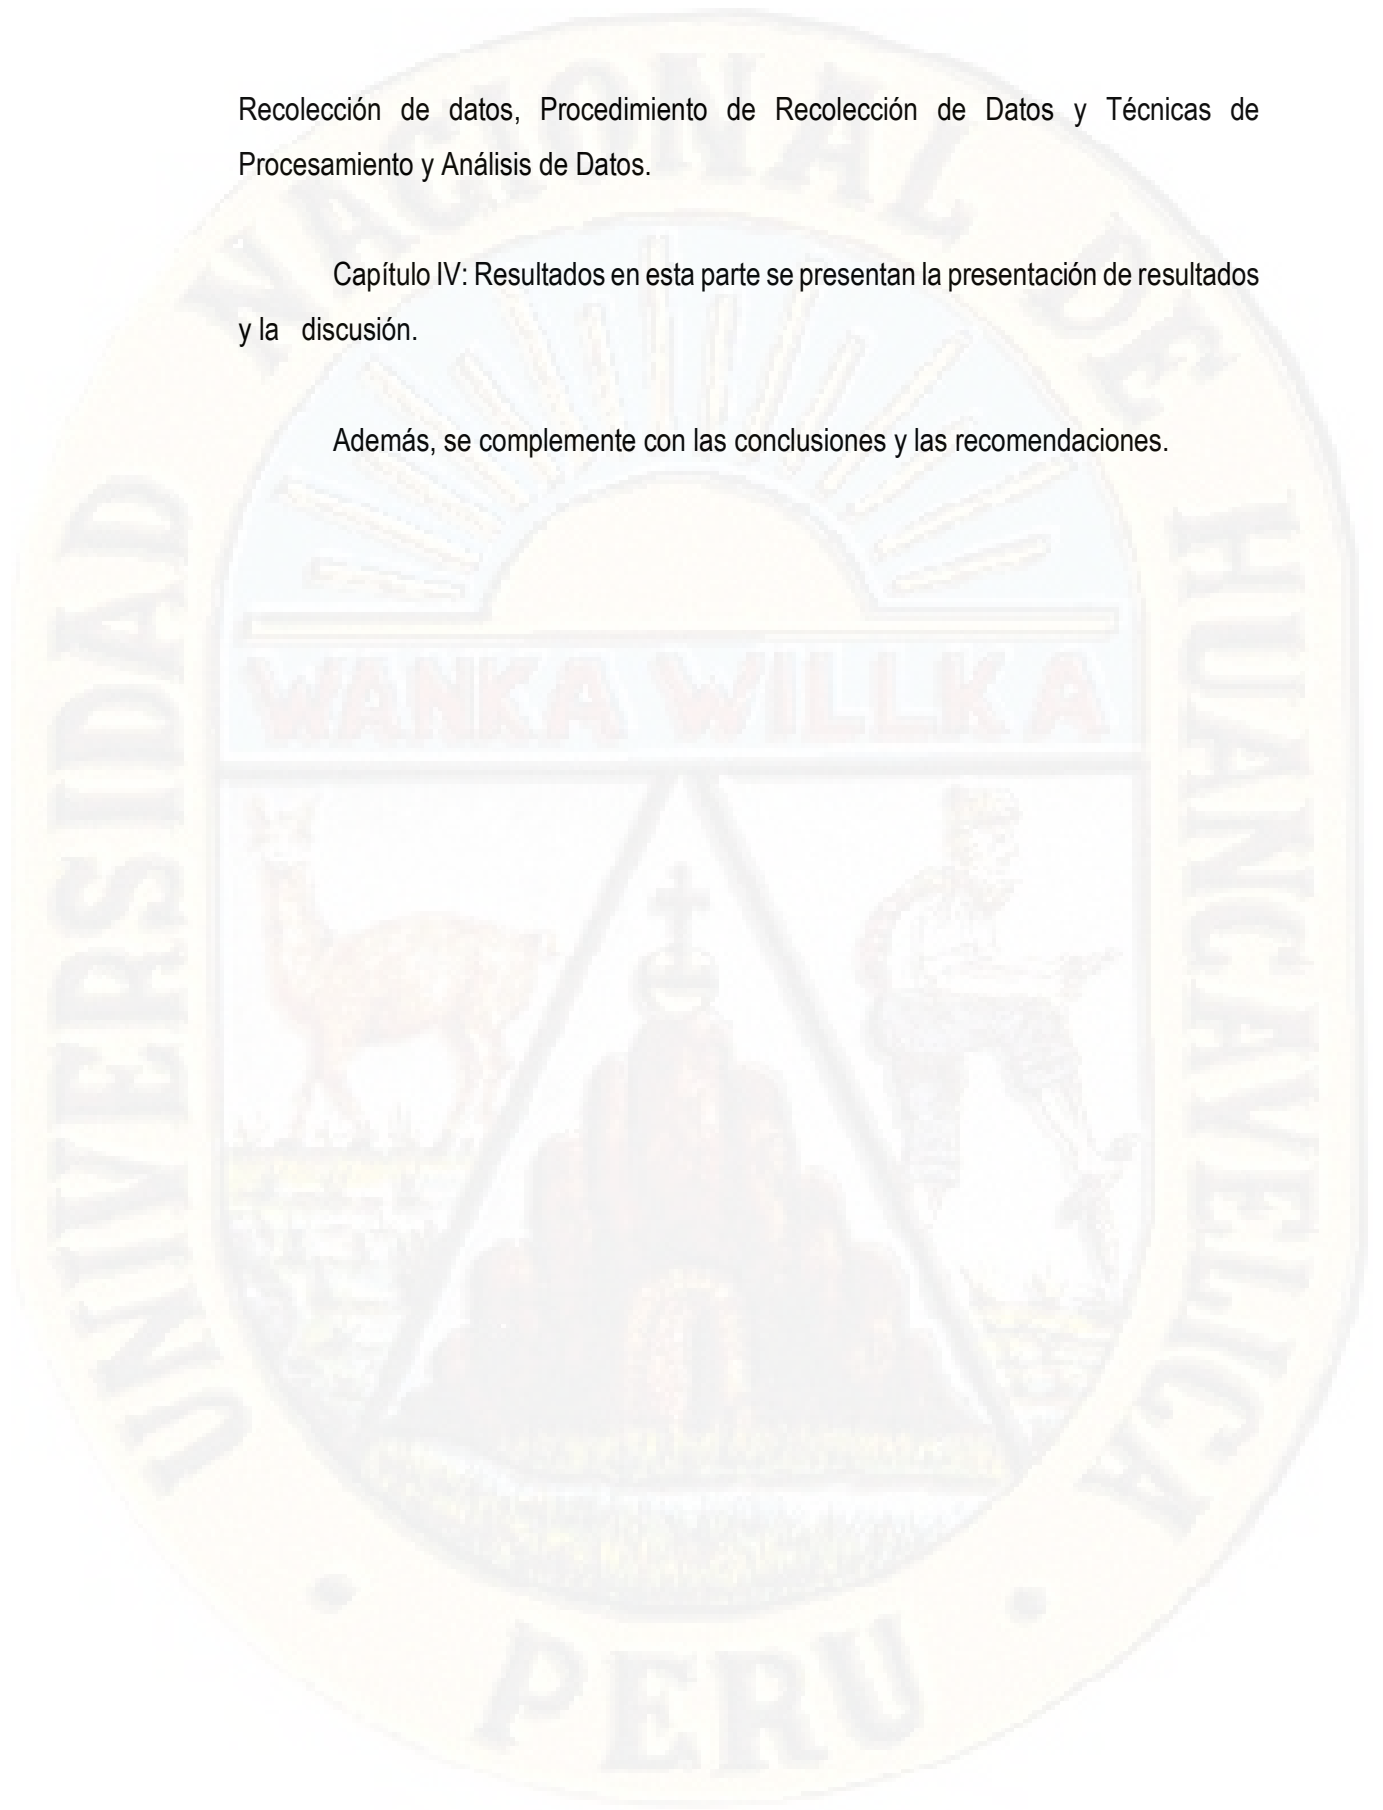 Recolección de datos, Procedimiento de Recolección de Datos y Técnicas de
Procesamiento y Análisis de Datos.
Capítulo IV: Resultados en esta parte se presentan la presentación de resultados
y la discusión.
Además, se complemente con las conclusiones y las recomendaciones.
UNIVERSIDAD NACIONAL DE HUANCAVELICA
WANKA WILLKA
PERU